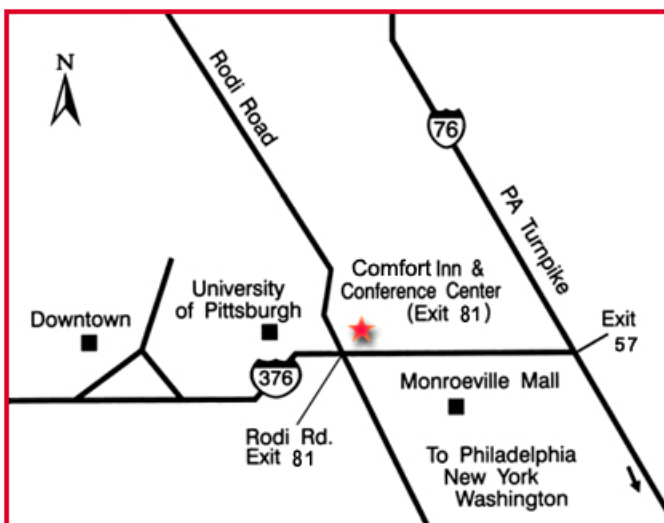 N
Rodi Road
76
PA Turnpike
Comfort Inn &
Conference Center
(Exit 81)
University
of Pittsburgh
Downtown
Exit
57
376
Monroeville Mall
Rodi Rd.
Exit 81
To Philadelphia
New York
Washington